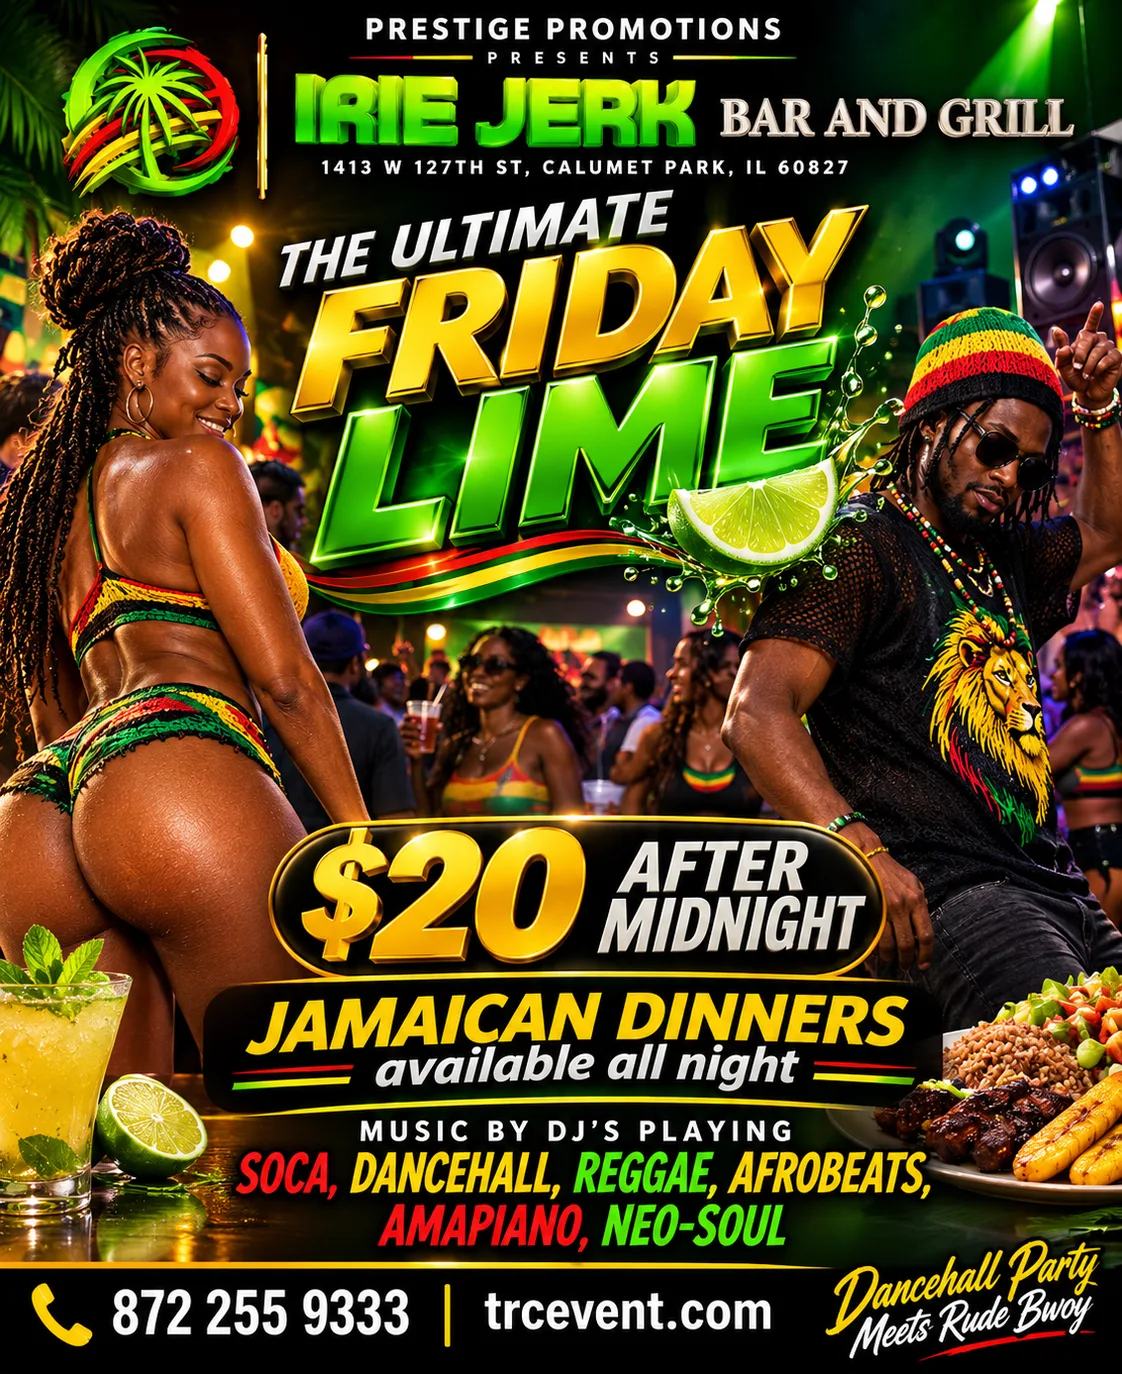 PRESTIGE PROMOTIONS
PRESENTS
IRIE JERK BAR AND GRILL
1413 W 127TH ST, CALUMET PARK, IL 60827
THE ULTIMATE
FRIDAY
LIME
$20 AFTER
MIDNIGHT
JAMAICAN DINNERS
available all night
MUSIC BY DJ'S PLAYING
SOCA, DANCEHALL, REGGAE, AFROBEATS,
AMAPIANO, NEO-SOUL
872 255 9333
trcevent.com
Dancehall Party
Meets Rude Bwoy